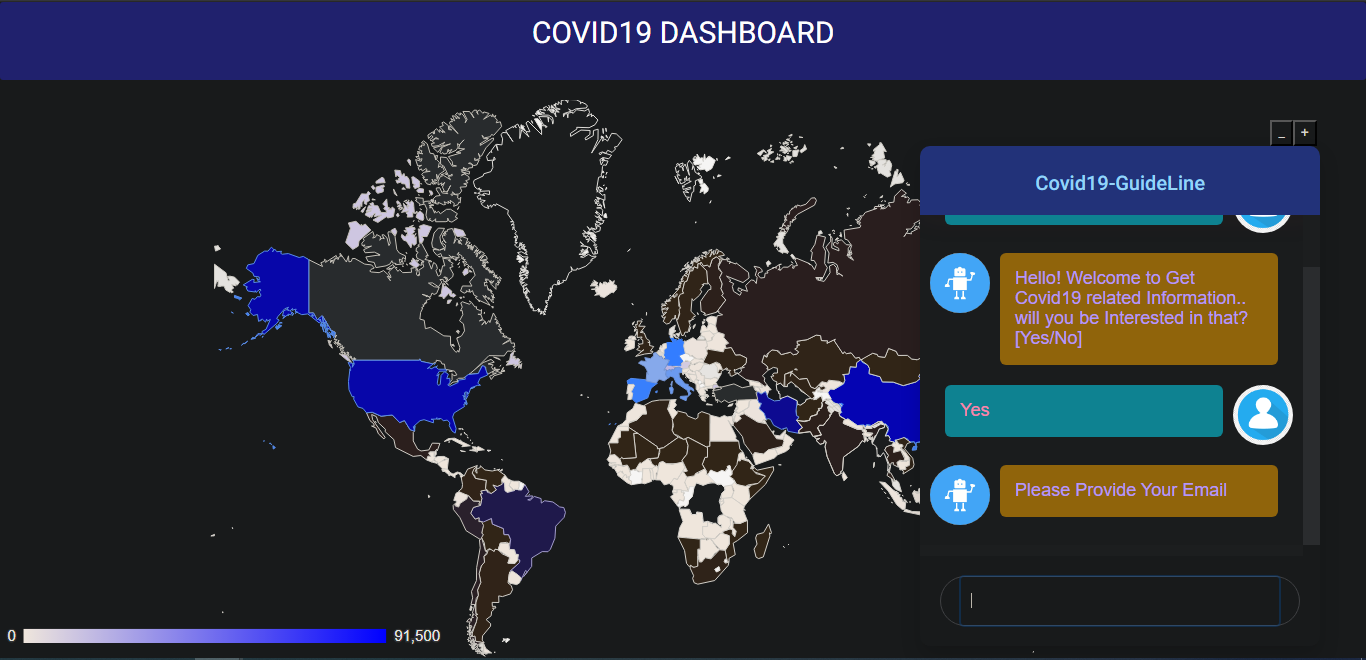 COVID19 DASHBOARD
_ +
Covid19-GuideLine
Hello! Welcome to Get
Covid19 related Information..
will you be Interested in that?
[Yes/No]
Yes
Please Provide Your Email
0 91,500